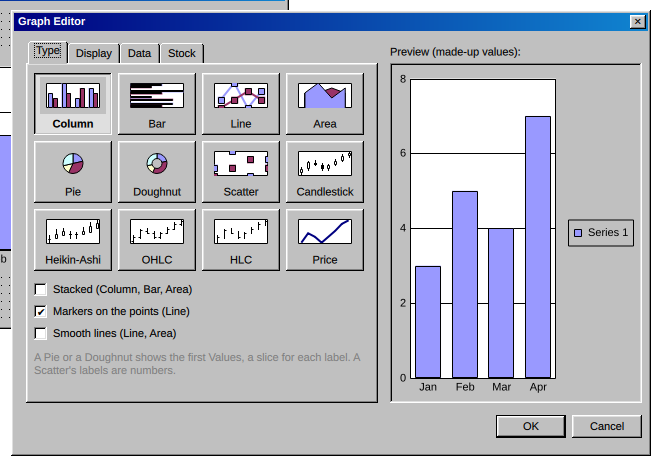 Graph Editor
Type Display Data Stock
Preview (made-up values):
Column Bar Line Area
Pie Doughnut Scatter Candlestick
Heikin-Ashi OHLC HLC Price
Stacked (Column, Bar, Area)
Markers on the points (Line)
Smooth lines (Line, Area)
A Pie or a Doughnut shows the first Values, a slice for each label. A
Scatter's labels are numbers.
8
6
4
2
0
Jan Feb Mar Apr
Series 1
OK Cancel
b